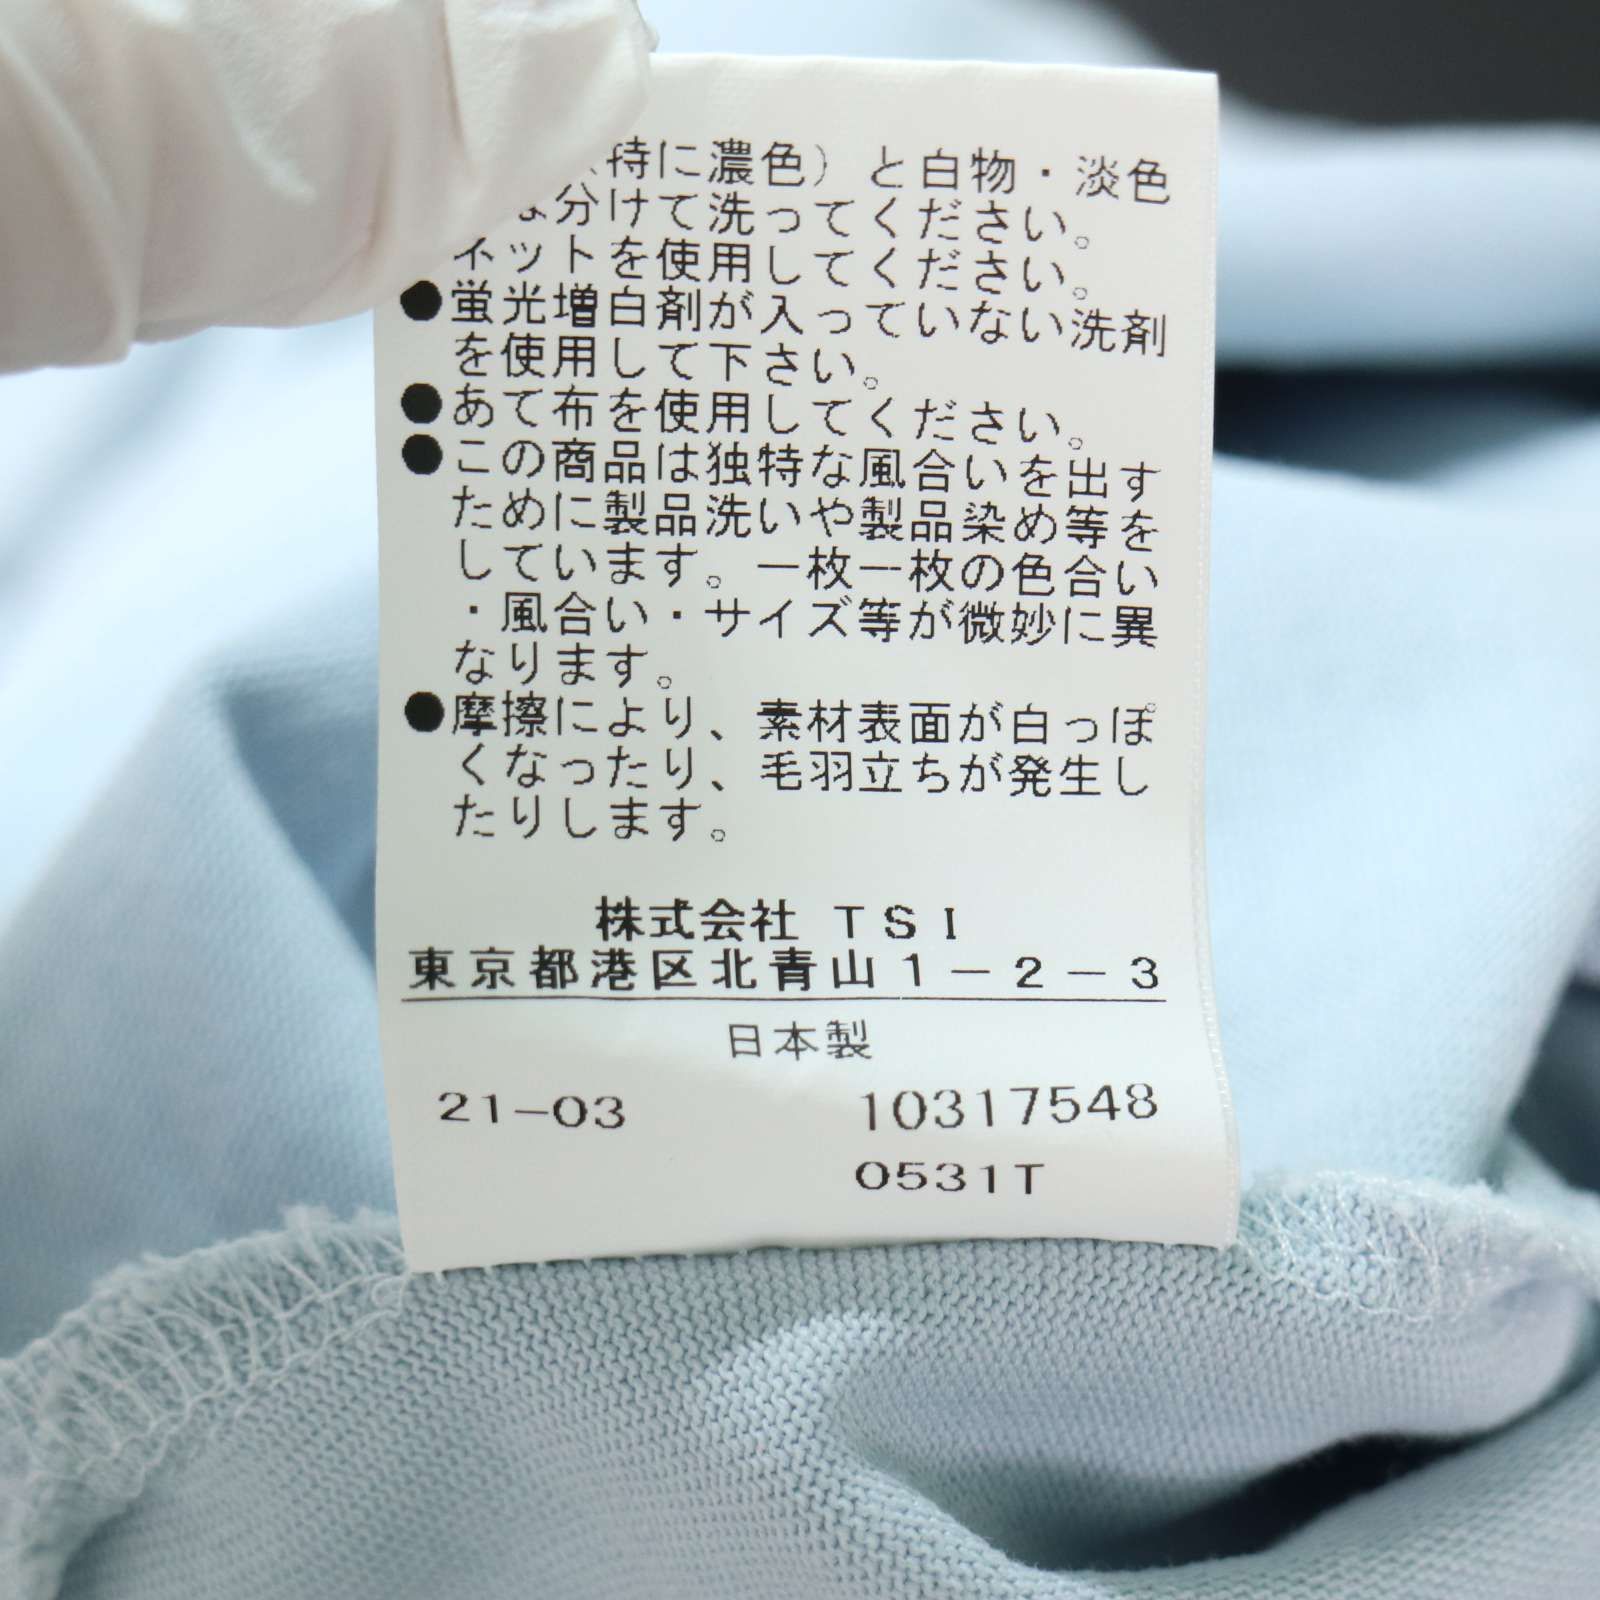 特に濃色）と白物・淡色
は分けて洗ってください。
ネットを使用してください。
●蛍光増白剤が入っていない洗剤
を使用して下さい。
●あて布を使用してください。
●この商品は独特な風合いを出す
ために製品洗いや製品染め等を
しています。一枚一枚の色合い
・風合い・サイズ等が微妙に異
なります。
●摩擦により、素材表面が白っぽ
くなったり、毛羽立ちが発生し
たりします。
株式会社 TSI
東京都港区北青山1-2-3
日本製
21-03 10317548
0531T